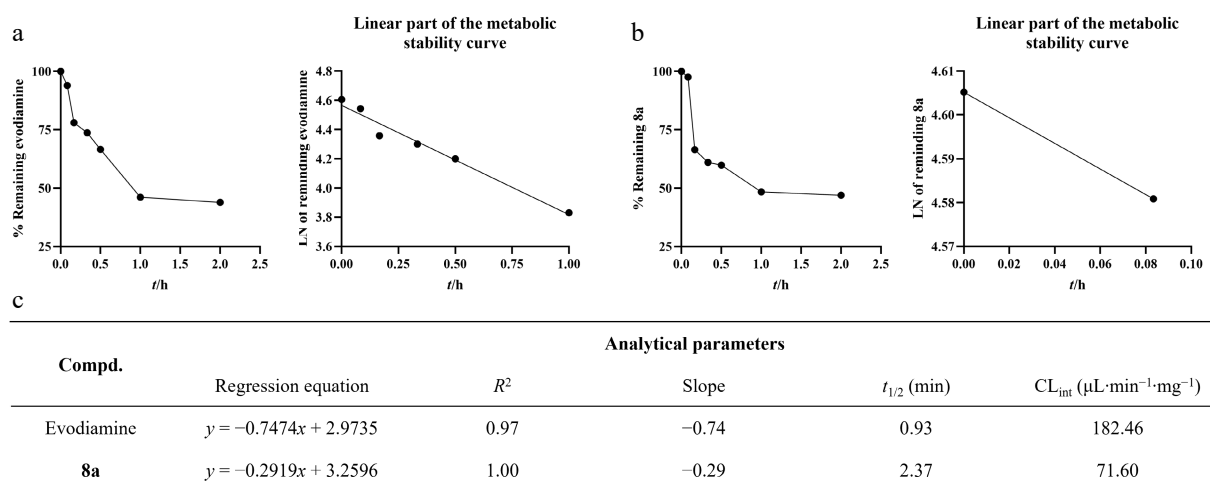 a
Linear part of the metabolic
stability curve
% Remaining evodiamine
100
75
50
25
0.0 0.5 1.0 1.5 2.0 2.5
t/h
LN of reminding evodiamine
4.8
4.6
4.4
4.2
4.0
3.8
3.6
0.00 0.25 0.50 0.75 1.00
t/h
b
Linear part of the metabolic
stability curve
% Remaining 8a
100
75
50
25
0.0 0.5 1.0 1.5 2.0 2.5
t/h
LN of reminding 8a
4.61
4.60
4.59
4.58
4.57
0.00 0.02 0.04 0.06 0.08 0.10
t/h
c
Compd. Analytical parameters
Regression equation R² Slope t₁/₂ (min) CLint (μL·min⁻¹·mg⁻¹)
Evodiamine y = −0.7474x + 2.9735 0.97 −0.74 0.93 182.46
8a y = −0.2919x + 3.2596 1.00 −0.29 2.37 71.60